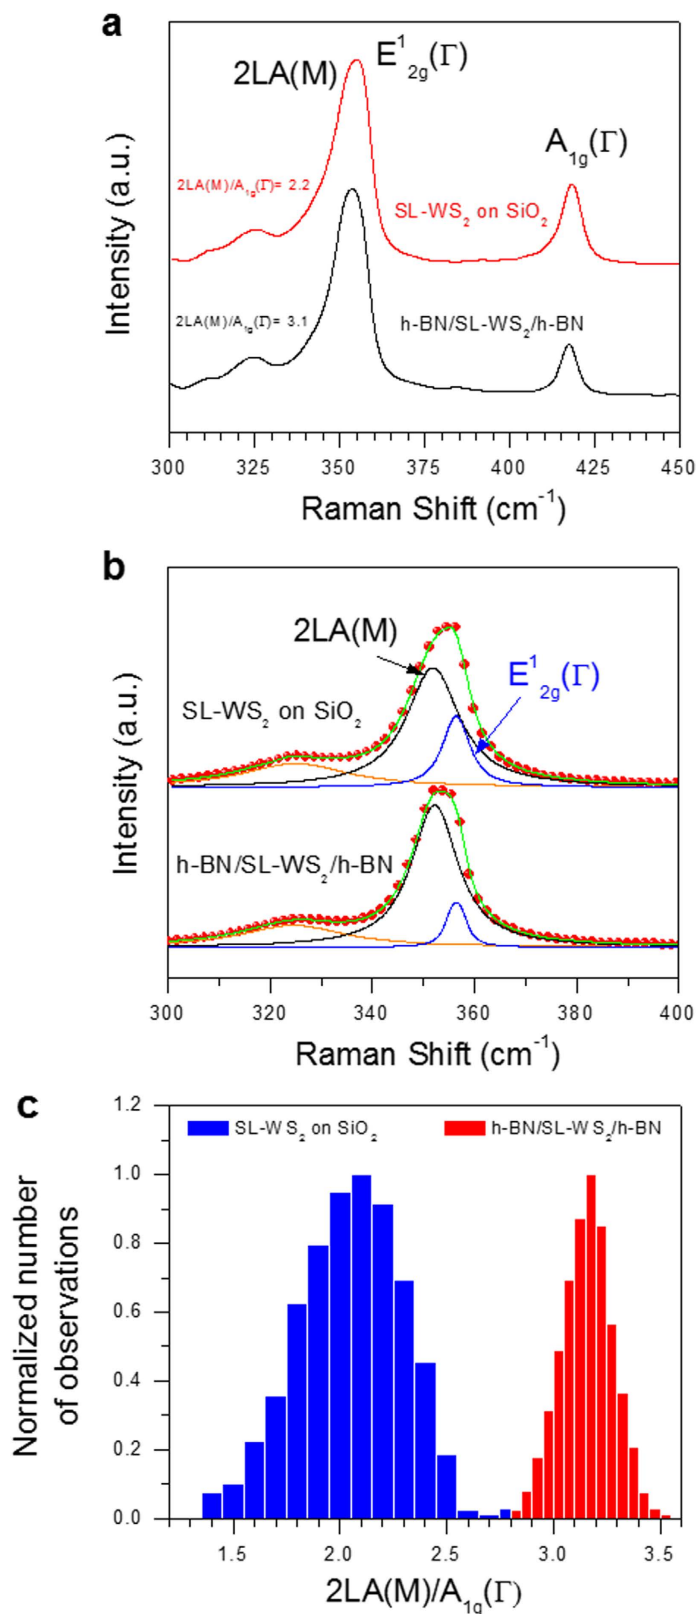 a
2LA(M)
E¹₂g(Γ)
A₁g(Γ)
2LA(M)/A₁g(Γ)= 2.2
SL-WS₂ on SiO₂
2LA(M)/A₁g(Γ)= 3.1
h-BN/SL-WS₂/h-BN
Intensity (a.u.)
300 325 350 375 400 425 450
Raman Shift (cm⁻¹)
b
2LA(M)
E¹₂g(Γ)
SL-WS₂ on SiO₂
h-BN/SL-WS₂/h-BN
Intensity (a.u.)
300 320 340 360 380 400
Raman Shift (cm⁻¹)
c
SL-WS₂ on SiO₂
h-BN/SL-WS₂/h-BN
Normalized number
of observations
1.2
1.0
0.8
0.6
0.4
0.2
0.0
1.5 2.0 2.5 3.0 3.5
2LA(M)/A₁g(Γ)